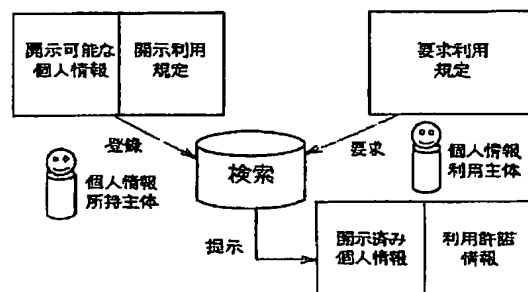 開示可能な
個人情報
開示利用
規定
要求利用
規定
登録
要求
検索
個人情報
所持主体
個人情報
利用主体
提示
開示済み
個人情報
利用許諾
情報